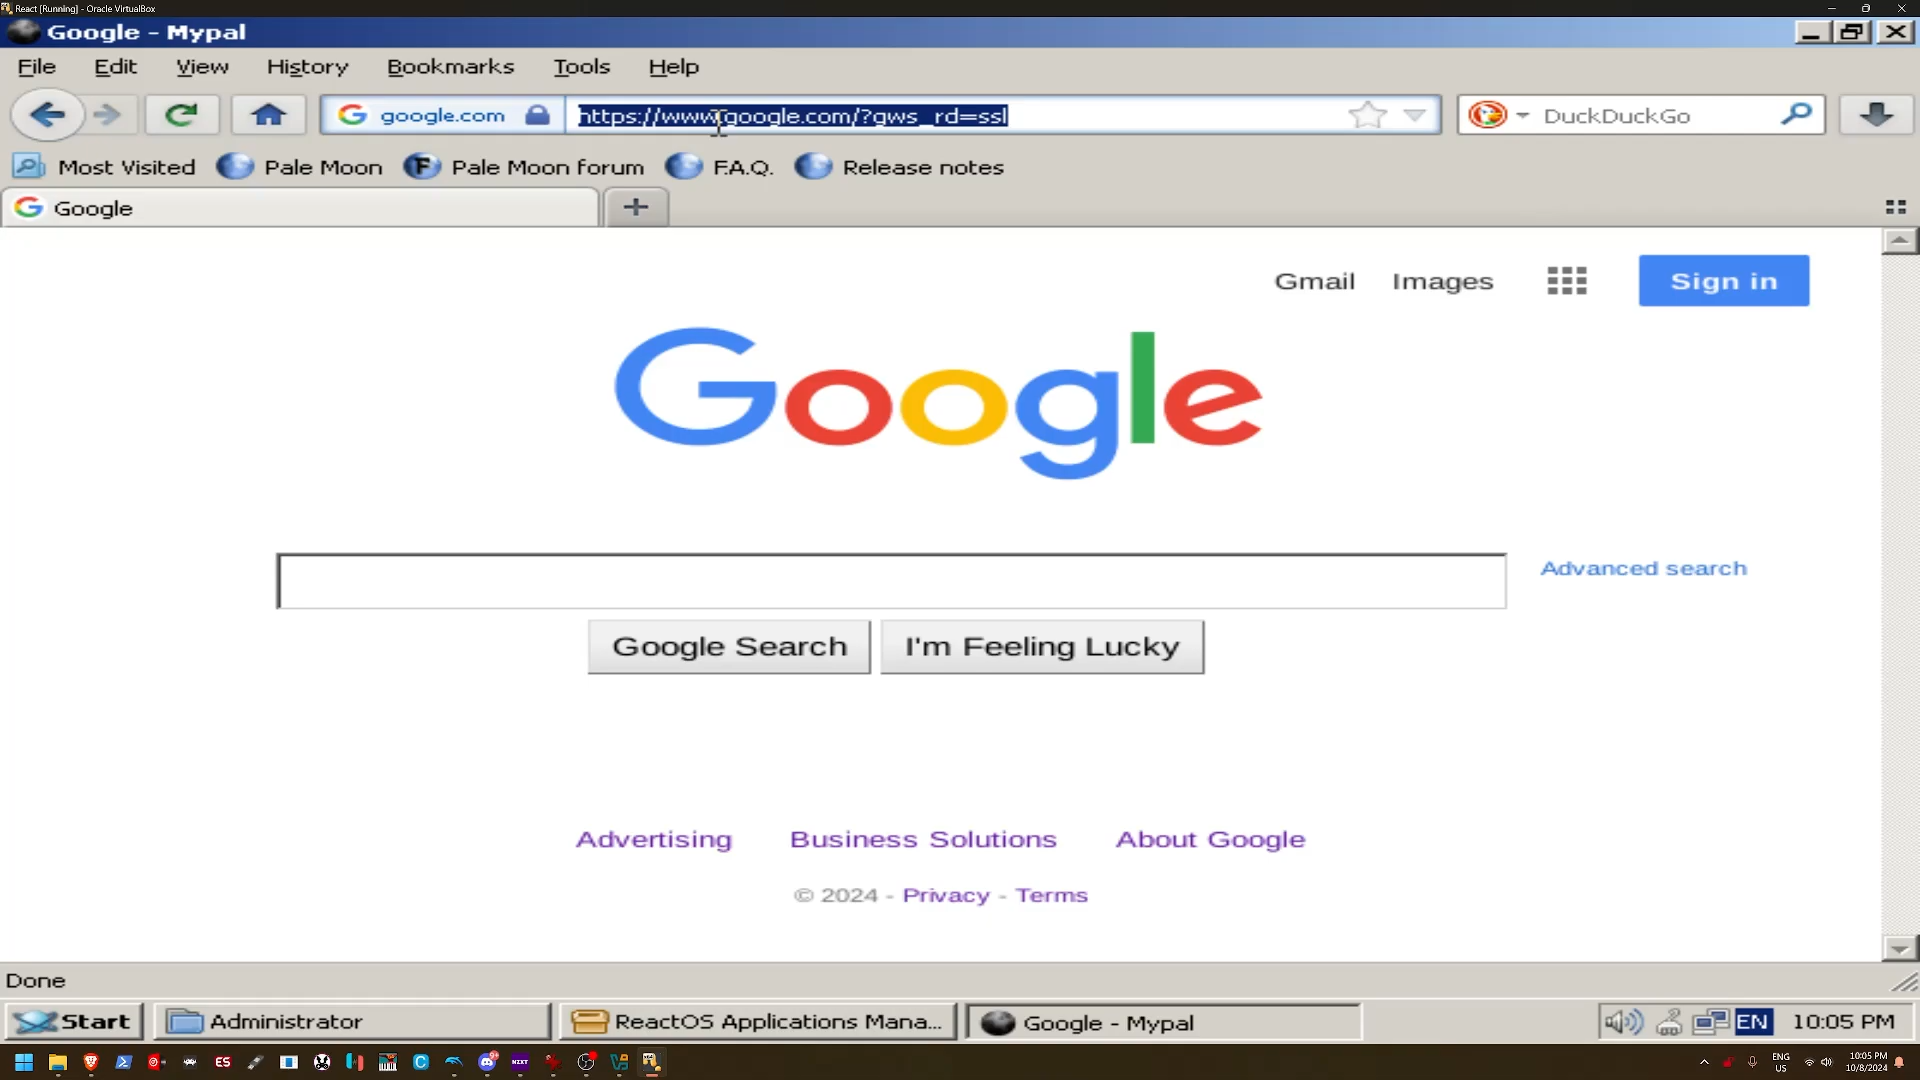 React [Running] - Oracle VirtualBox
Google - Mypal
File Edit View History Bookmarks Tools Help
google.com https://www.google.com/?gws_rd=ssl DuckDuckGo
Most Visited Pale Moon Pale Moon forum F.A.Q. Release notes
Google
Gmail Images Sign in
Google
Advanced search
Google Search I'm Feeling Lucky
Advertising Business Solutions About Google
© 2024 - Privacy - Terms
Done
Start Administrator ReactOS Applications Mana... Google - Mypal EN 10:05 PM
ES NZXT ENG 10:05 PM
US 10/8/2024